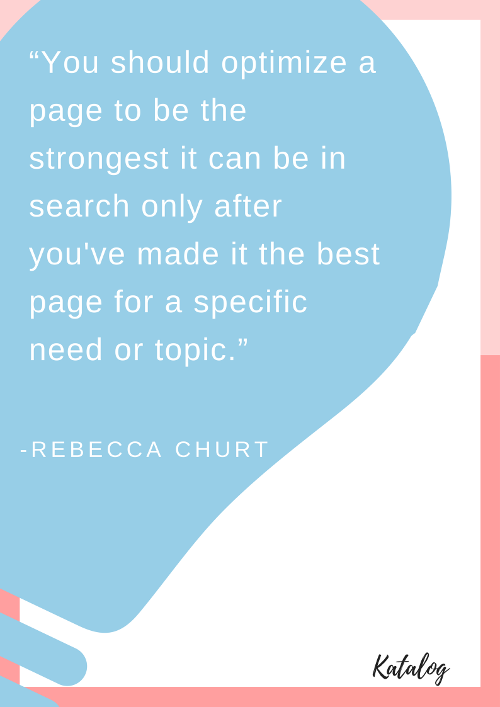 “You should optimize a
page to be the
strongest it can be in
search only after
you've made it the best
page for a specific
need or topic.”
-REBECCA CHURT
Katalog